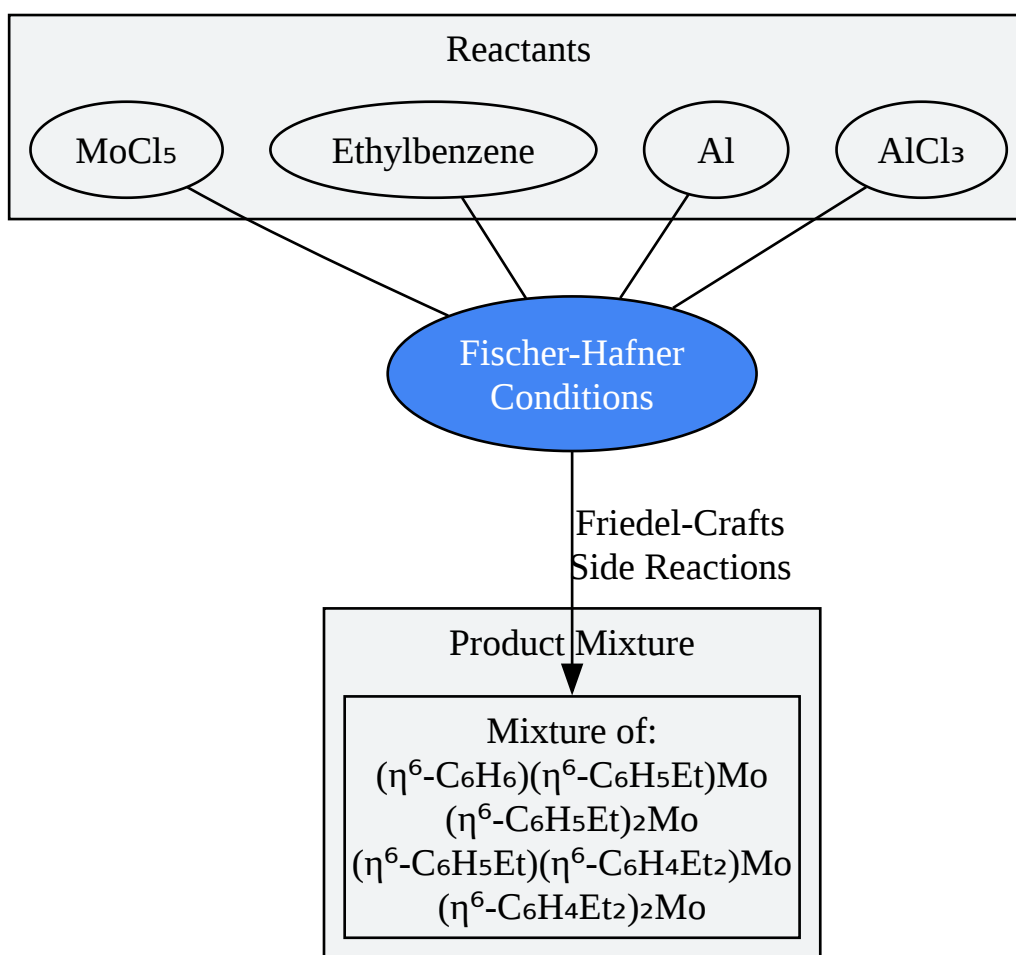 Reactants
MoCl₅
Ethylbenzene
Al
AlCl₃
Fischer-Hafner
Conditions
Friedel-Crafts
Side Reactions
Product Mixture
Mixture of:
(η⁶-C₆H₆)(η⁶-C₆H₅Et)Mo
(η⁶-C₆H₅Et)₂Mo
(η⁶-C₆H₅Et)(η⁶-C₆H₄Et₂)Mo
(η⁶-C₆H₄Et₂)₂Mo